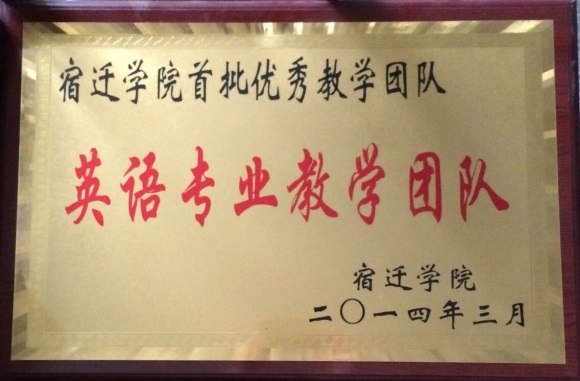 宿迁学院首批优秀教学团队
英语专业教学团队
宿迁学院
二〇一四年三月